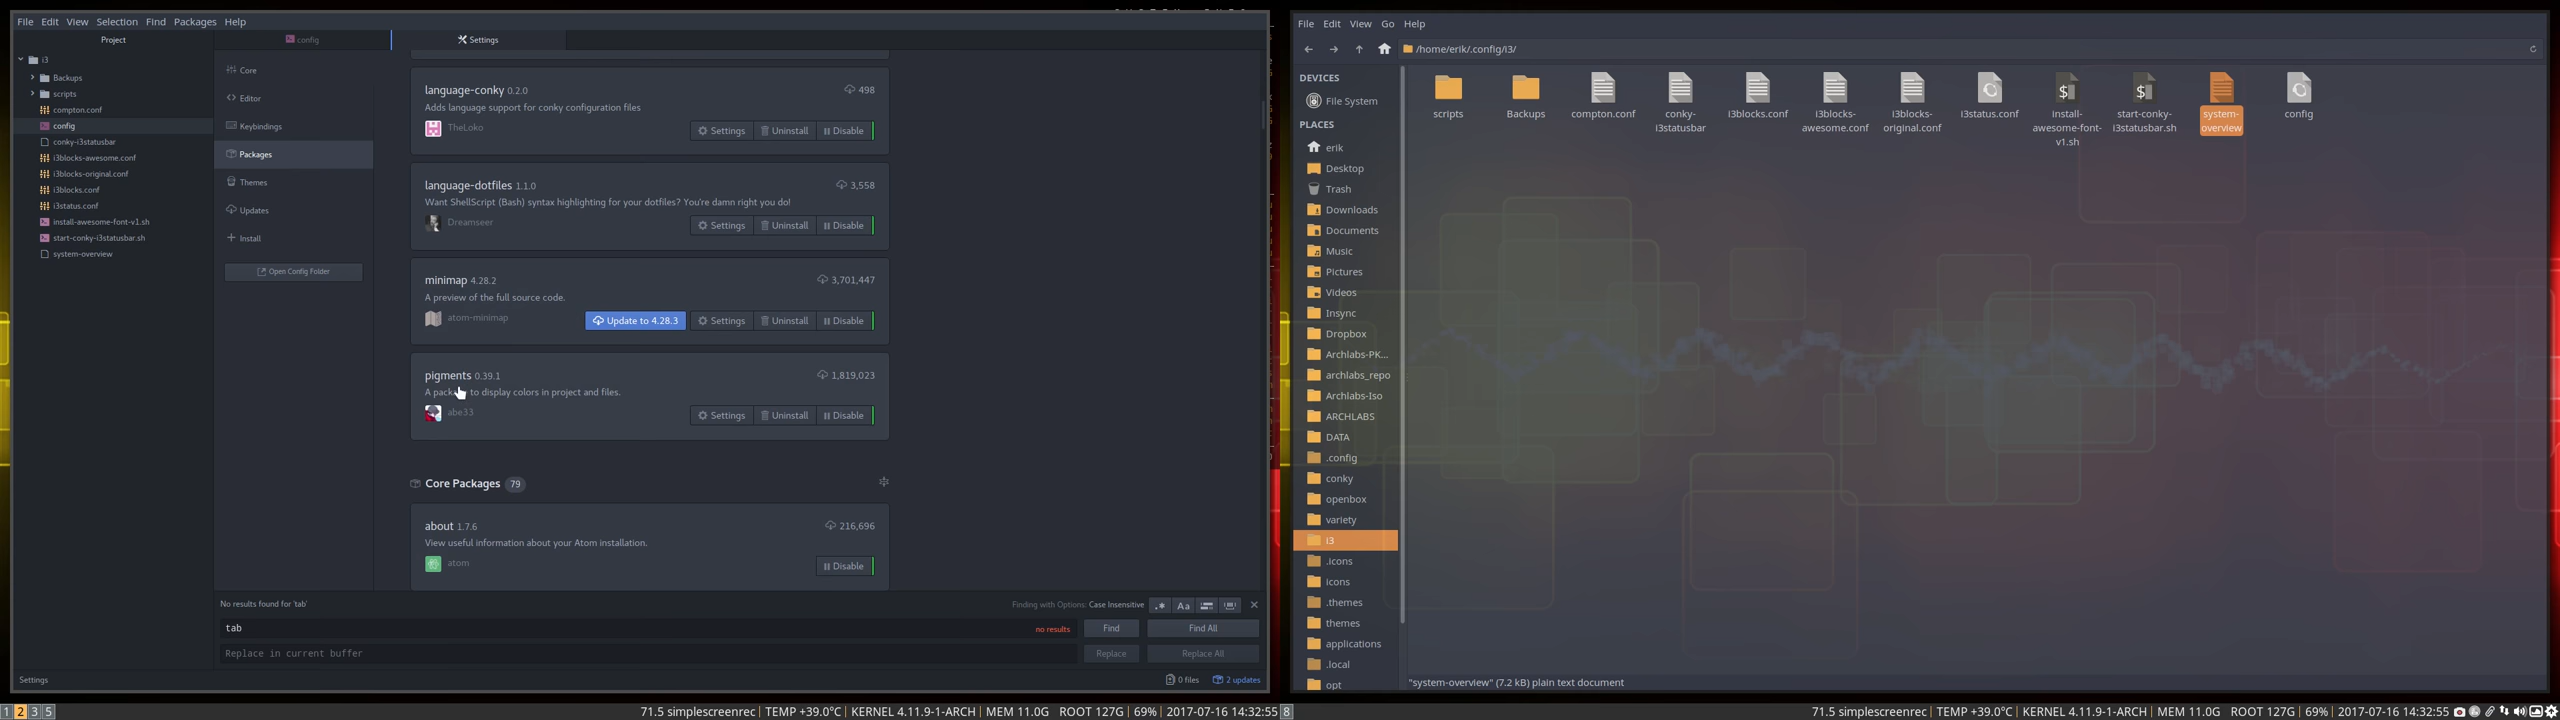 File Edit View Selection Find Packages Help
Project
config
Settings
i3
Backups
scripts
compton.conf
config
conky-i3statusbar
i3blocks-awesome.conf
i3blocks-original.conf
i3blocks.conf
i3status.conf
install-awesome-font-v1.sh
start-conky-i3statusbar.sh
system-overview
Core
Editor
Keybindings
Packages
Themes
Updates
Install
Open Config Folder
language-conky 0.2.0 498
Adds language support for conky configuration files
TheLoko
Settings Uninstall Disable
language-dotfiles 1.1.0 3,558
Want ShellScript (Bash) syntax highlighting for your dotfiles? You're damn right you do!
Dreamseer
Settings Uninstall Disable
minimap 4.28.2 3,701,447
A preview of the full source code.
atom-minimap
Update to 4.28.3 Settings Uninstall Disable
pigments 0.39.1 1,819,023
A to display colors in project and files.
abe33
Settings Uninstall Disable
Core Packages 79
about 1.7.6 216,696
View useful information about your Atom installation.
atom
Disable
No results found for 'tab'
Finding with Options: Case Insensitive
.* Aa
tab no results Find Find All
Replace in current buffer Replace Replace All
Settings 0 files 2 updates
File Edit View Go Help
/home/erik/.config/i3/
DEVICES
File System
PLACES
erik
Desktop
Trash
Downloads
Documents
Music
Pictures
Videos
Insync
Dropbox
Archlabs-PK...
archlabs_repo
Archlabs-Iso
ARCHLABS
DATA
.config
conky
openbox
variety
i3
.icons
icons
.themes
themes
applications
.local
opt
scripts
Backups
compton.conf
conky-
i3statusbar
i3blocks.conf
i3blocks-
awesome.conf
i3blocks-
original.conf
i3status.conf
install-
awesome-font-
v1.sh
start-conky-
i3statusbar.sh
system-
overview
config
"system-overview" (7.2 kB) plain text document
1 2 3 5
71.5 simplescreenrec | TEMP +39.0°C | KERNEL 4.11.9-1-ARCH | MEM 11.0G ROOT 127G | 69% | 2017-07-16 14:32:55
8
71.5 simplescreenrec | TEMP +39.0°C | KERNEL 4.11.9-1-ARCH | MEM 11.0G ROOT 127G | 69% | 2017-07-16 14:32:55